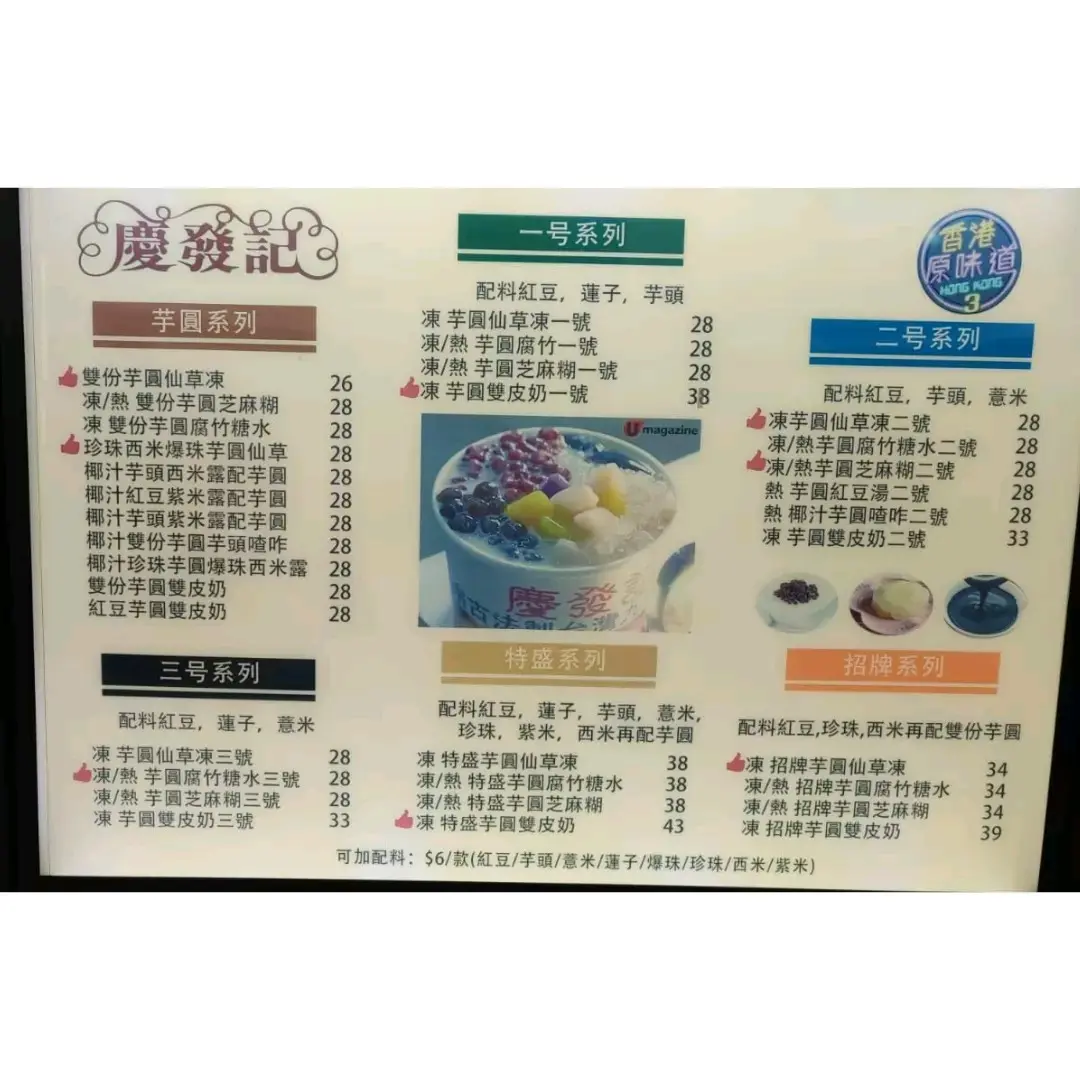 慶發記
芋圓系列
雙份芋圓仙草凍 26
凍/熱 雙份芋圓芝麻糊 28
凍 雙份芋圓腐竹糖水 28
珍珠西米爆珠芋圓仙草 28
椰汁芋頭西米露配芋圓 28
椰汁紅豆紫米露配芋圓 28
椰汁芋頭紫米露配芋圓 28
椰汁雙份芋圓芋頭喳咋 28
椰汁珍珠芋圓爆珠西米露 28
雙份芋圓雙皮奶 28
紅豆芋圓雙皮奶 28
一号系列
配料紅豆, 蓮子, 芋頭
凍 芋圓仙草凍一號 28
凍/熱 芋圓腐竹一號 28
凍/熱 芋圓芝麻糊一號 28
凍 芋圓雙皮奶一號
U magazine
慶發
香港
原味道
HONG KONG
3
二号系列
配料紅豆, 芋頭, 薏米
凍芋圓仙草凍二號 28
凍/熱芋圓腐竹糖水二號 28
凍/熱芋圓芝麻糊二號 28
熱 芋圓紅豆湯二號 28
熱 椰汁芋圓喳咋二號 28
凍 芋圓雙皮奶二號 33
三号系列
配料紅豆, 蓮子, 薏米
凍 芋圓仙草凍三號 28
凍/熱 芋圓腐竹糖水三號 28
凍/熱 芋圓芝麻糊三號 28
凍 芋圓雙皮奶三號 33
特盛系列
配料紅豆, 蓮子, 芋頭, 薏米,
珍珠, 紫米, 西米再配芋圓
凍 特盛芋圓仙草凍 38
凍/熱 特盛芋圓腐竹糖水 38
凍/熱 特盛芋圓芝麻糊 38
凍 特盛芋圓雙皮奶 43
招牌系列
配料紅豆,珍珠,西米再配雙份芋圓
凍 招牌芋圓仙草凍 34
凍/熱 招牌芋圓腐竹糖水 34
凍/熱 招牌芋圓芝麻糊 34
凍 招牌芋圓雙皮奶 39
可加配料: $6/款(紅豆/芋頭/薏米/蓮子/爆珠/珍珠/西米/紫米)